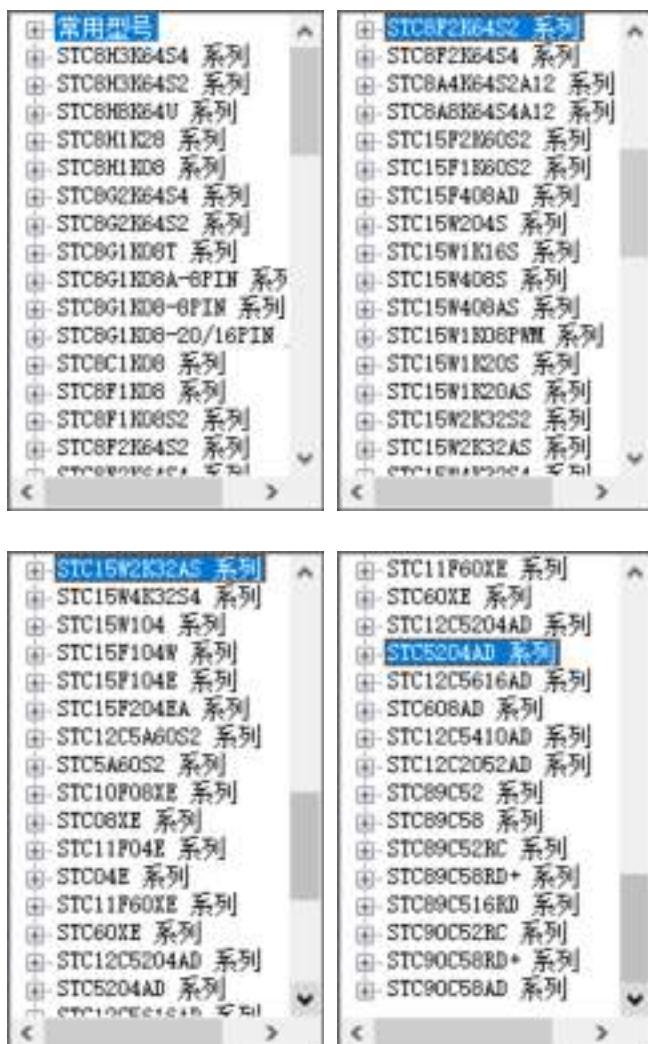 常用型号
STC8H3K64S4 系列
STC8H3K64S2 系列
STC8H8K64U 系列
STC8H1K28 系列
STC8H1K08 系列
STC8G2K64S4 系列
STC8G2K64S2 系列
STC8G1K08T 系列
STC8G1K08A-8PIN 系列
STC8G1K08-8PIN 系列
STC8G1K08-20/16PIN
STC8C1K08 系列
STC8F1K08 系列
STC8F1K08S2 系列
STC8F2K64S2 系列
STC8F2K64S4 系列
STC8F2K64S2 系列
STC8F2K64S4 系列
STC8A4K64S2A12 系列
STC8A8K64S4A12 系列
STC15F2K60S2 系列
STC15F1K60S2 系列
STC15F408AD 系列
STC15W204S 系列
STC15W1K16S 系列
STC15W408S 系列
STC15W408AS 系列
STC15W1K08PWM 系列
STC15W1K20S 系列
STC15W1K20AS 系列
STC15W2K32S2 系列
STC15W2K32AS 系列
STC15W4K32S4 系列
STC15W2K32AS 系列
STC15W4K32S4 系列
STC15W104 系列
STC15F104W 系列
STC15F104E 系列
STC15F204EA 系列
STC12C5A60S2 系列
STC5A60S2 系列
STC10F08XE 系列
STC08XE 系列
STC11F04E 系列
STC04E 系列
STC11F60XE 系列
STC60XE 系列
STC12C5204AD 系列
STC5204AD 系列
STC12C5616AD 系列
STC11F60XE 系列
STC60XE 系列
STC12C5204AD 系列
STC5204AD 系列
STC12C5616AD 系列
STC608AD 系列
STC12C5410AD 系列
STC12C2052AD 系列
STC89C52 系列
STC89C58 系列
STC89C52RC 系列
STC89C58RD+ 系列
STC89C516RD 系列
STC90C52RC 系列
STC90C58RD+ 系列
STC90C58AD 系列